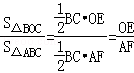 S△BOC/S△ABC = (1/2 BC•OE)/(1/2 BC•AF) = OE/AF